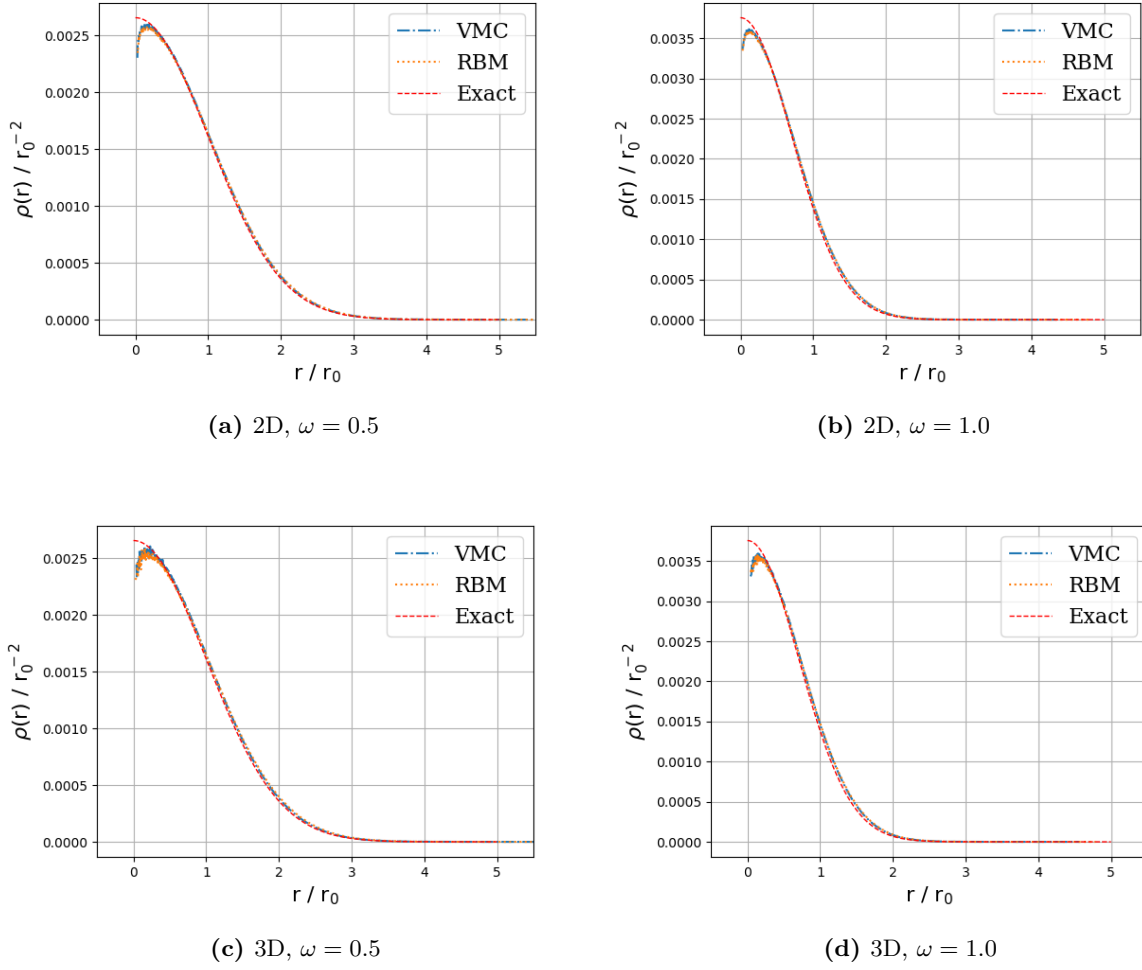 0.0025
0.0020
0.0015
0.0010
0.0005
0.0000
ρ(r) / r₀⁻²
0 1 2 3 4 5
r / r₀
VMC
RBM
Exact
(a) 2D, ω = 0.5
0.0035
0.0030
0.0025
0.0020
0.0015
0.0010
0.0005
0.0000
ρ(r) / r₀⁻²
0 1 2 3 4 5
r / r₀
VMC
RBM
Exact
(b) 2D, ω = 1.0
0.0025
0.0020
0.0015
0.0010
0.0005
0.0000
ρ(r) / r₀⁻²
0 1 2 3 4 5
r / r₀
VMC
RBM
Exact
(c) 3D, ω = 0.5
0.0035
0.0030
0.0025
0.0020
0.0015
0.0010
0.0005
0.0000
ρ(r) / r₀⁻²
0 1 2 3 4 5
r / r₀
VMC
RBM
Exact
(d) 3D, ω = 1.0